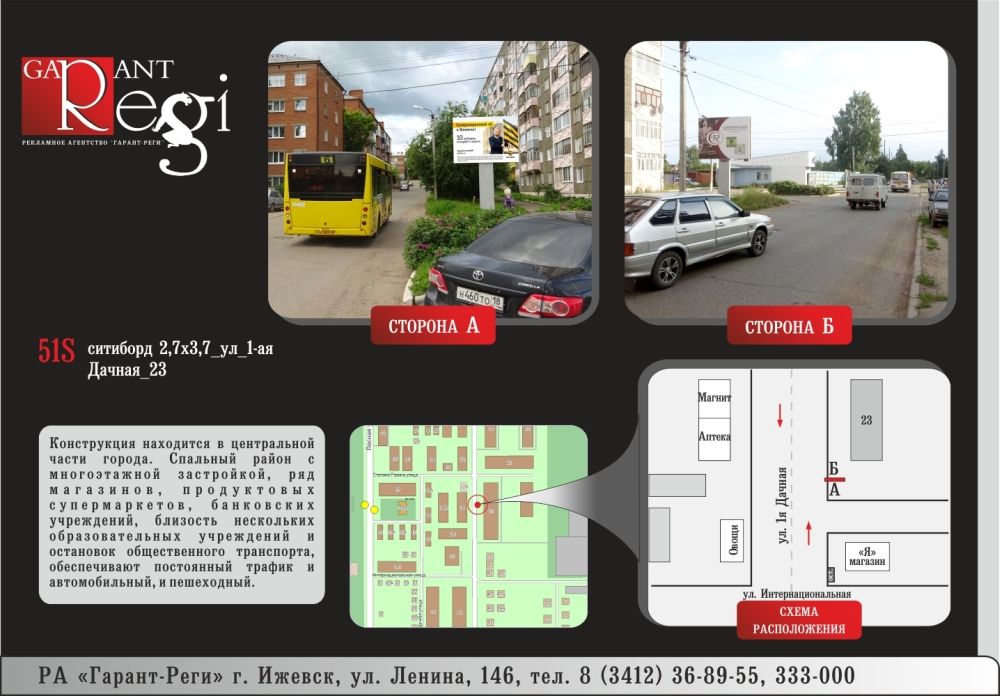 GARANT
Regi
РЕКЛАМНОЕ АГЕНТСТВО "ГАРАНТ-РЕГИ"
СТОРОНА А
СТОРОНА Б
51S
ситиборд 2,7х3,7_ул_1-ая
Дачная_23
Конструкция находится в центральной
части города. Спальный район с
многоэтажной застройкой, ряд
магазинов, продуктовых
супермаркетов, банковских
учреждений, близость нескольких
образовательных учреждений и
остановок общественного транспорта,
обеспечивают постоянный трафик и
автомобильный, и пешеходный.
Н460ТО 18
Магнит
Аптека
23
Б
А
ул. 1я Дачная
Овощи
«Я»
магазин
ост.
ул. Интернациональная
СХЕМА
РАСПОЛОЖЕНИЯ
РА «Гарант-Реги» г. Ижевск, ул. Ленина, 146, тел. 8 (3412) 36-89-55, 333-000